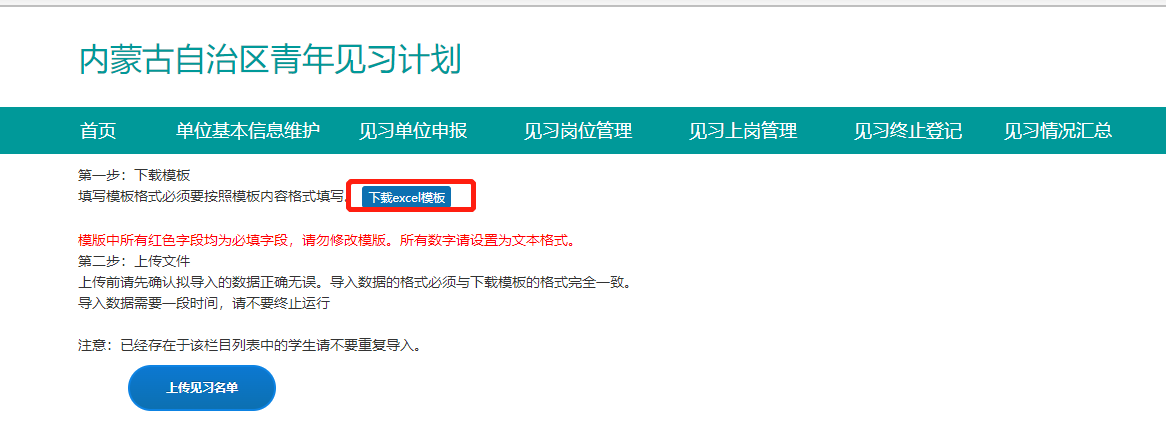 内蒙古自治区青年见习计划
首页 单位基本信息维护 见习单位申报 见习岗位管理 见习上岗管理 见习终止登记 见习情况汇总
第一步：下载模板
填写模板格式必须要按照模板内容格式填写。 下载excel模板
模版中所有红色字段均为必填字段，请勿修改模版。所有数字请设置为文本格式。
第二步：上传文件
上传前请先确认拟导入的数据正确无误。导入数据的格式必须与下载模板的格式完全一致。
导入数据需要一段时间，请不要终止运行
注意：已经存在于该栏目列表中的学生请不要重复导入。
上传见习名单